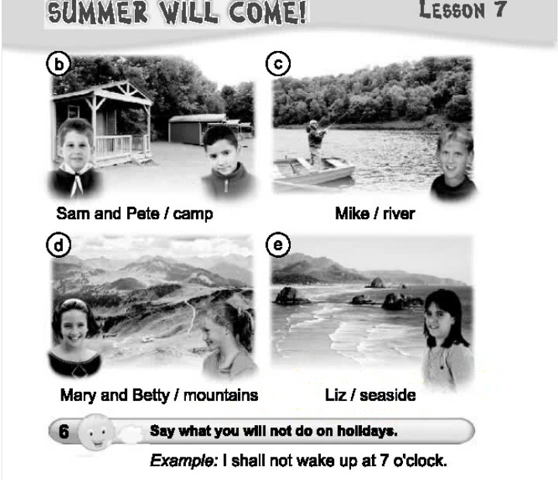 SUMMER WILL COME!
LESSON 7
b
c
Sam and Pete / camp
Mike / river
d
e
Mary and Betty / mountains
Liz / seaside
6 Say what you will not do on holidays.
Example: I shall not wake up at 7 o'clock.